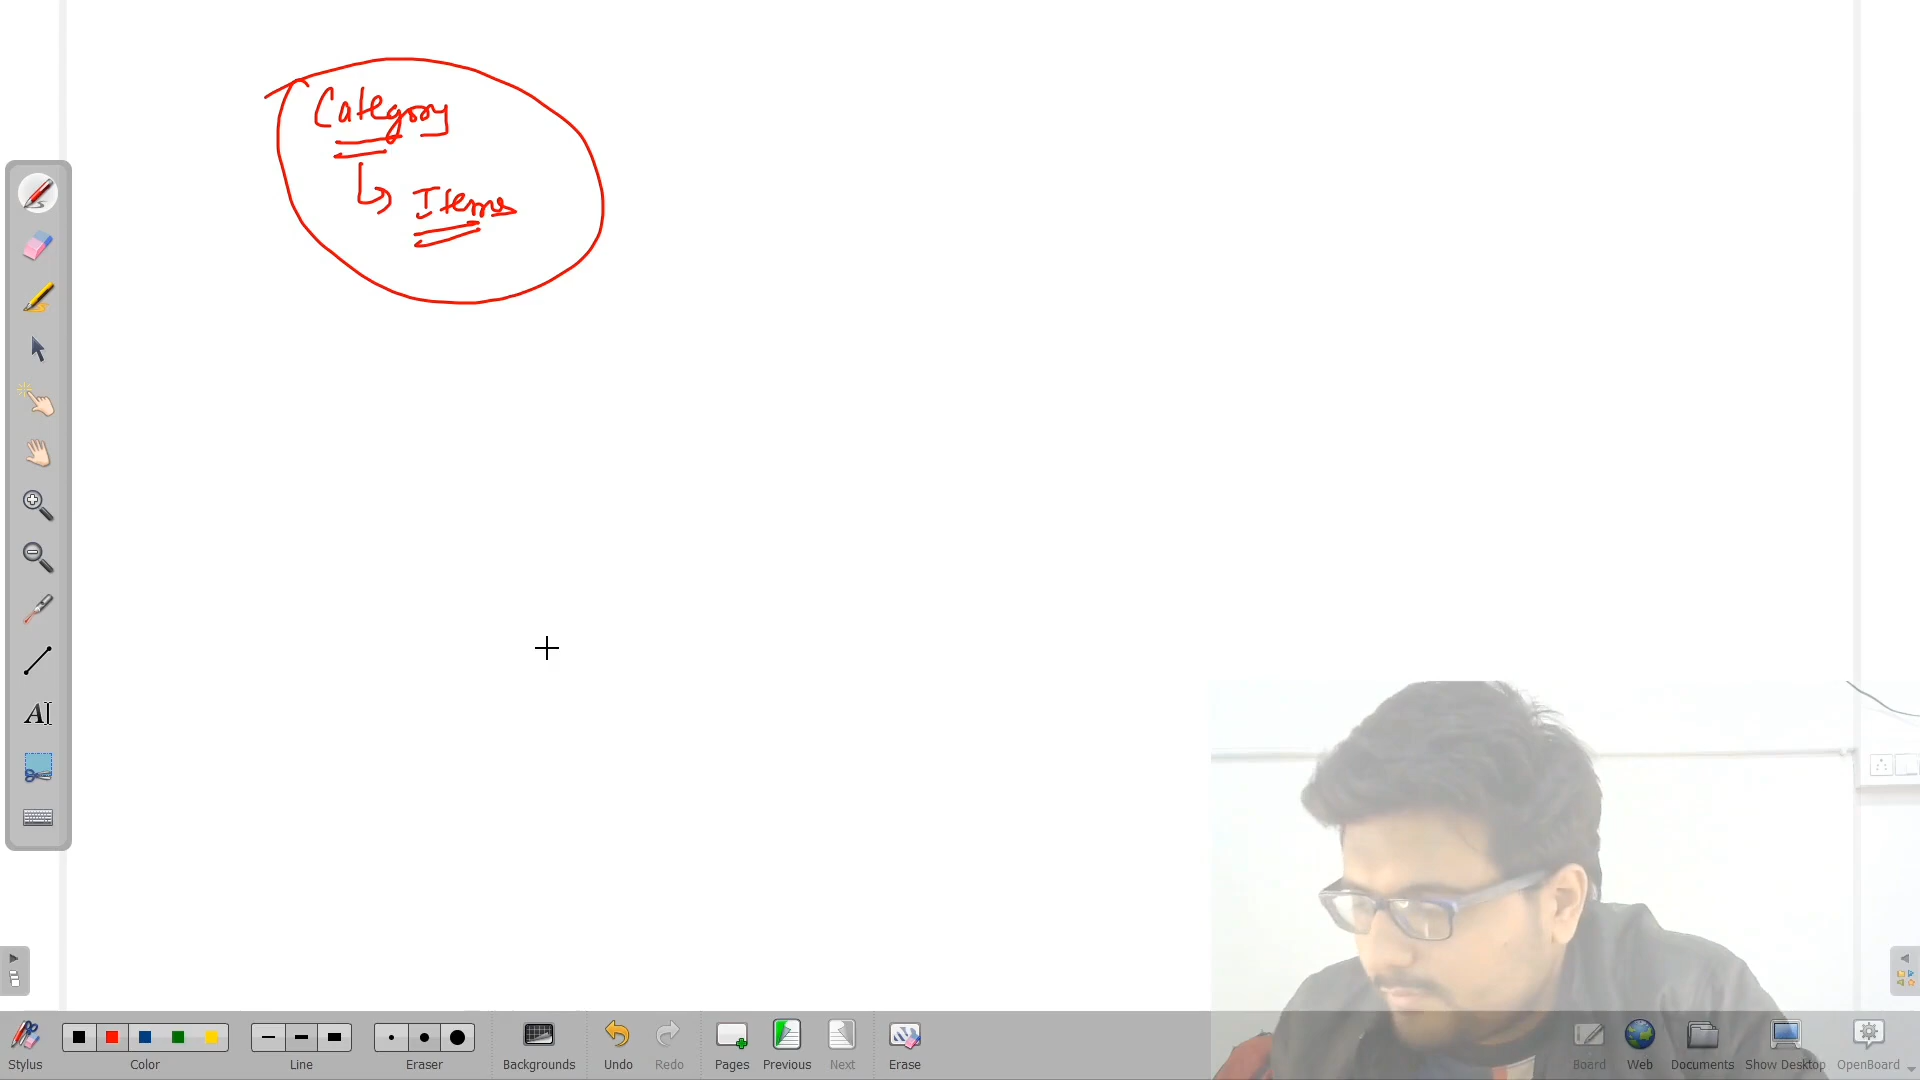 Category
Items
Stylus
Color
Line
Eraser
Backgrounds
Undo
Redo
Pages
Previous
Next
Erase
Board
Web
Documents
Show Desktop
OpenBoard